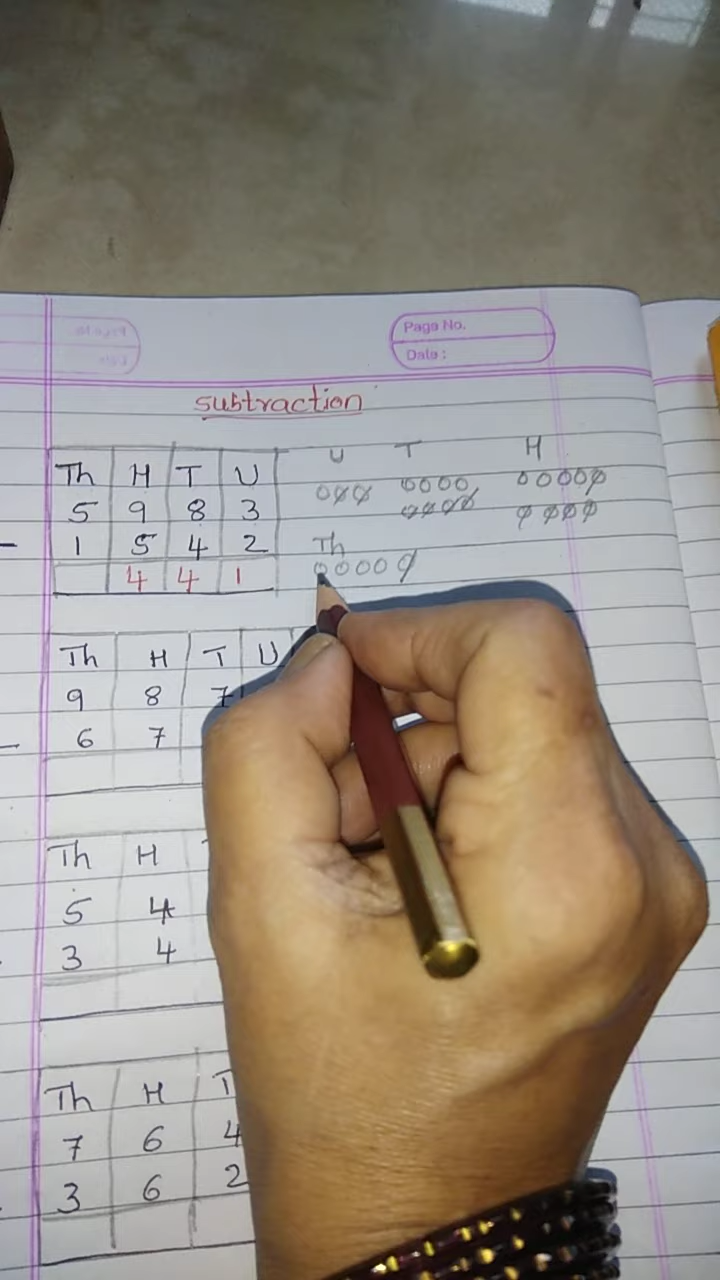 Page No.
Date :
subtraction
U T H
Th H T U
5 9 8 3
- 1 5 4 2
Th
4 4 1
Th H T U
9 8 7
- 6 7
Th H
5 4
3 4
Th H T
7 6 4
3 6 2